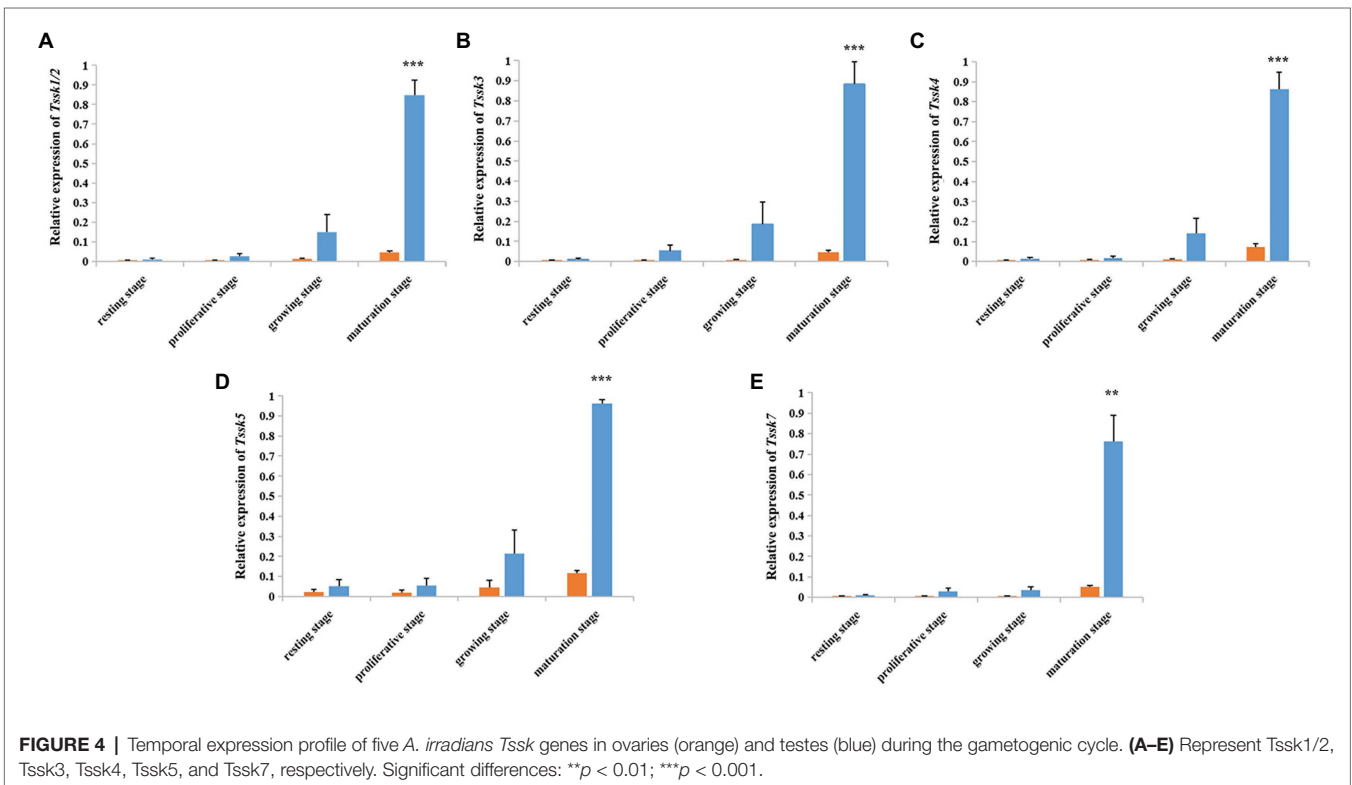 A
Relative expression of Tssk1/2
1
0.9
0.8
0.7
0.6
0.5
0.4
0.3
0.2
0.1
0
***
resting stage
proliferative stage
growing stage
maturation stage
B
Relative expression of Tssk3
1
0.9
0.8
0.7
0.6
0.5
0.4
0.3
0.2
0.1
0
***
resting stage
proliferative stage
growing stage
maturation stage
C
Relative expression of Tssk4
1
0.9
0.8
0.7
0.6
0.5
0.4
0.3
0.2
0.1
0
***
resting stage
proliferative stage
growing stage
maturation stage
D
Relative expression of Tssk5
1
0.9
0.8
0.7
0.6
0.5
0.4
0.3
0.2
0.1
0
***
resting stage
proliferative stage
growing stage
maturation stage
E
Relative expression of Tssk7
1
0.9
0.8
0.7
0.6
0.5
0.4
0.3
0.2
0.1
0
**
resting stage
proliferative stage
growing stage
maturation stage
FIGURE 4 | Temporal expression profile of five A. irradians Tssk genes in ovaries (orange) and testes (blue) during the gametogenic cycle. (A–E) Represent Tssk1/2,
Tssk3, Tssk4, Tssk5, and Tssk7, respectively. Significant differences: **p < 0.01; ***p < 0.001.